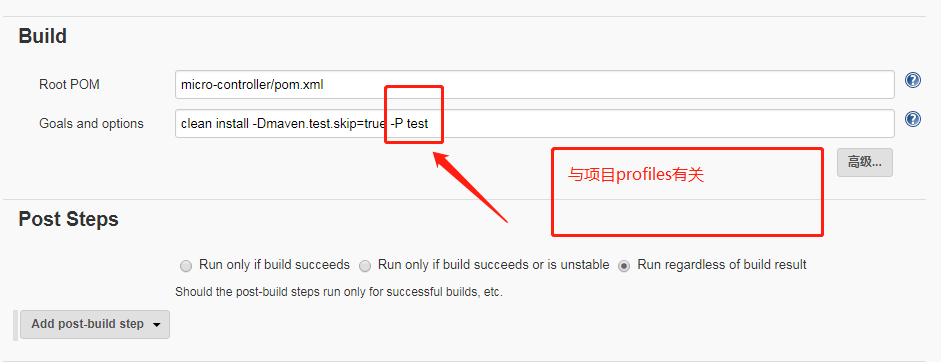 Build
Root POM
micro-controller/pom.xml
Goals and options
clean install -Dmaven.test.skip=true -P test
高级...
与项目profiles有关
Post Steps
Run only if build succeeds Run only if build succeeds or is unstable Run regardless of build result
Should the post-build steps run only for successful builds, etc.
Add post-build step